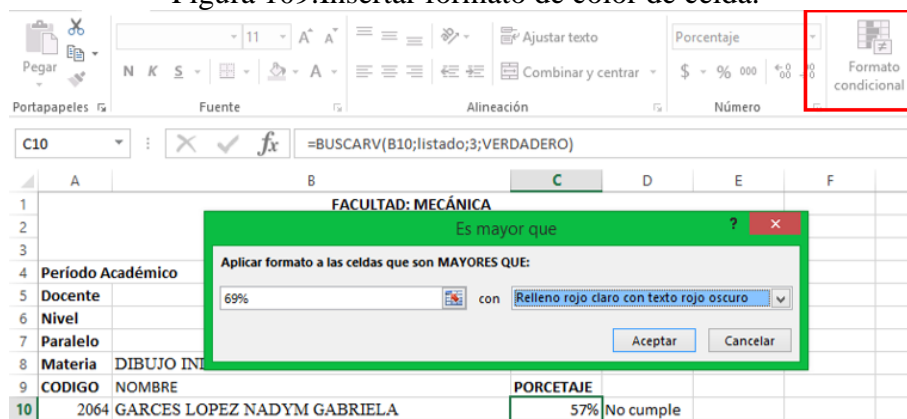 Figura 169.Insertar formato de color de celda.
11 A A Ajustar texto Porcentaje
Pegar N K S A Combinar y centrar $ % 000 Formato condicional
Portapapeles Fuente Alineación Número
C10 fx =BUSCARV(B10;listado;3;VERDADERO)
A B C D E F
1 FACULTAD: MECÁNICA
2 Es mayor que ? ×
3 Aplicar formato a las celdas que son MAYORES QUE:
4 Período Académico
5 Docente 69% con Relleno rojo claro con texto rojo oscuro
6 Nivel
7 Paralelo Aceptar Cancelar
8 Materia DIBUJO
9 CODIGO NOMBRE PORCETAJE
10 2064 GARCES LOPEZ NADYM GABRIELA 57% No cumple